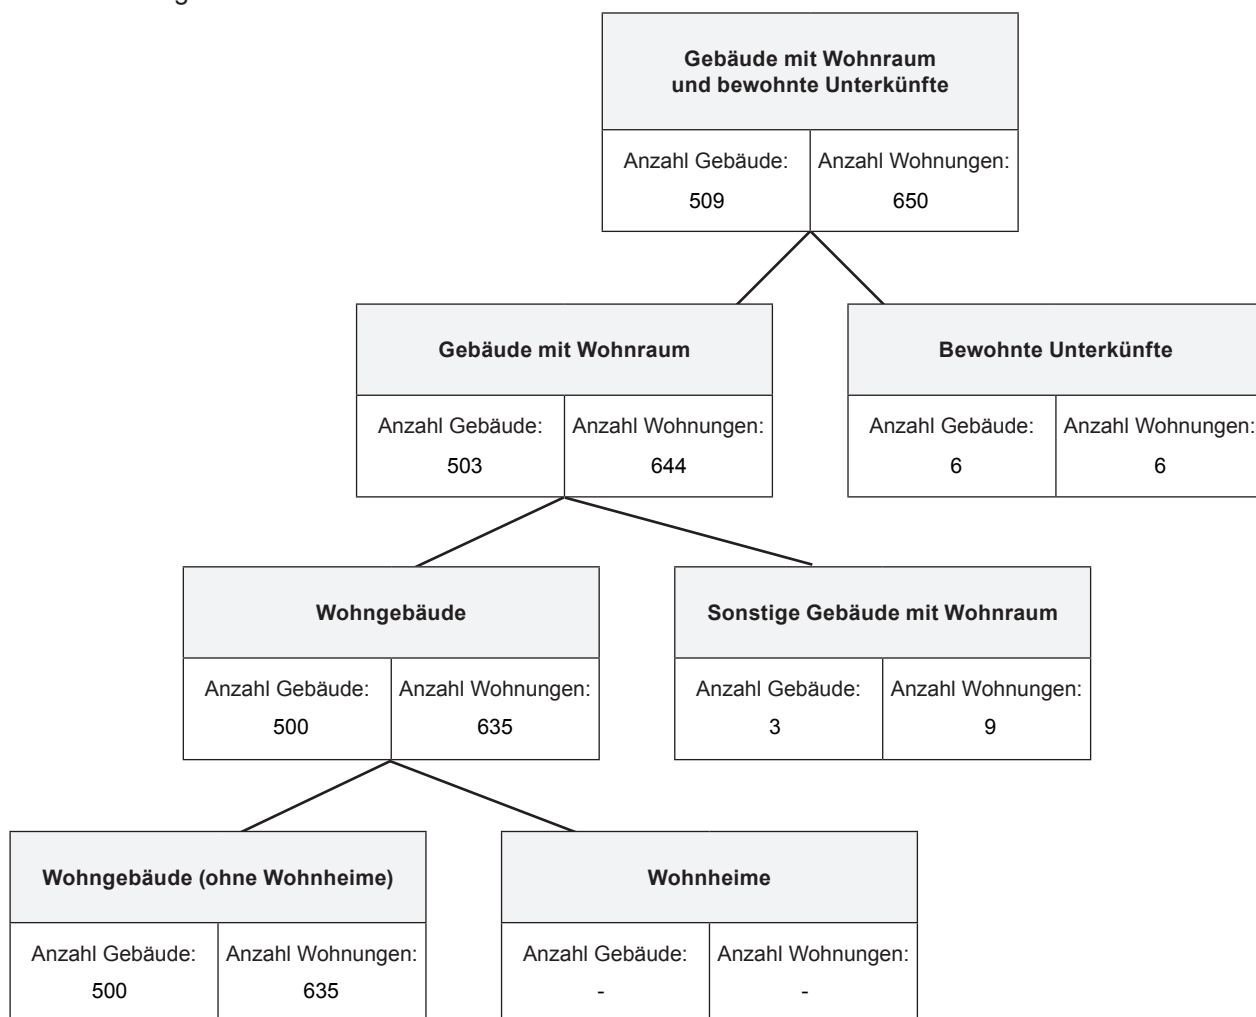 Gebäude mit Wohnraum
und bewohnte Unterkünfte
Anzahl Gebäude: Anzahl Wohnungen:
509 650
Gebäude mit Wohnraum
Bewohnte Unterkünfte
Anzahl Gebäude: Anzahl Wohnungen:
503 644
Anzahl Gebäude: Anzahl Wohnungen:
6 6
Wohngebäude
Sonstige Gebäude mit Wohnraum
Anzahl Gebäude: Anzahl Wohnungen:
500 635
Anzahl Gebäude: Anzahl Wohnungen:
3 9
Wohngebäude (ohne Wohnheime)
Wohnheime
Anzahl Gebäude: Anzahl Wohnungen:
500 635
Anzahl Gebäude: Anzahl Wohnungen:
- -